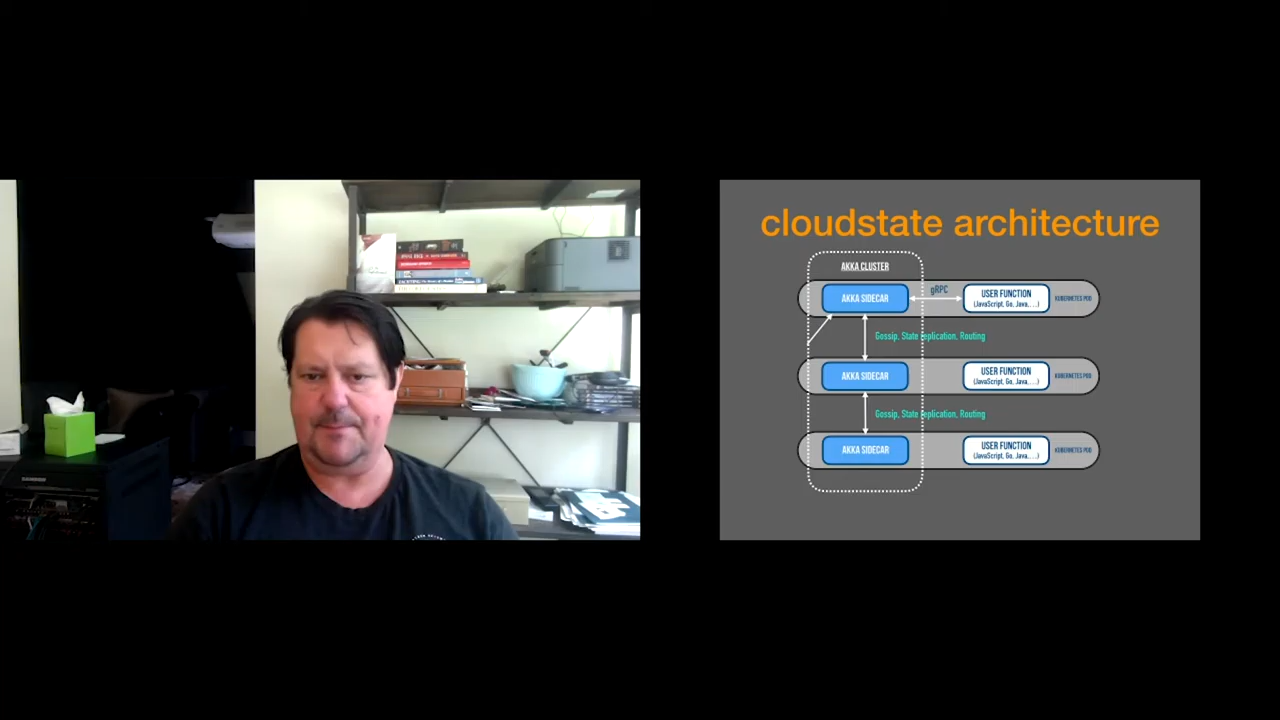 cloudstate architecture
AKKA CLUSTER
AKKA SIDECAR
gRPC
USER FUNCTION
(JavaScript, Go, Java, . . .)
KUBERNETES POD
Gossip, State Replication, Routing
AKKA SIDECAR
USER FUNCTION
(JavaScript, Go, Java, . . .)
KUBERNETES POD
Gossip, State Replication, Routing
AKKA SIDECAR
USER FUNCTION
(JavaScript, Go, Java, . . .)
KUBERNETES POD
SAMSUNG